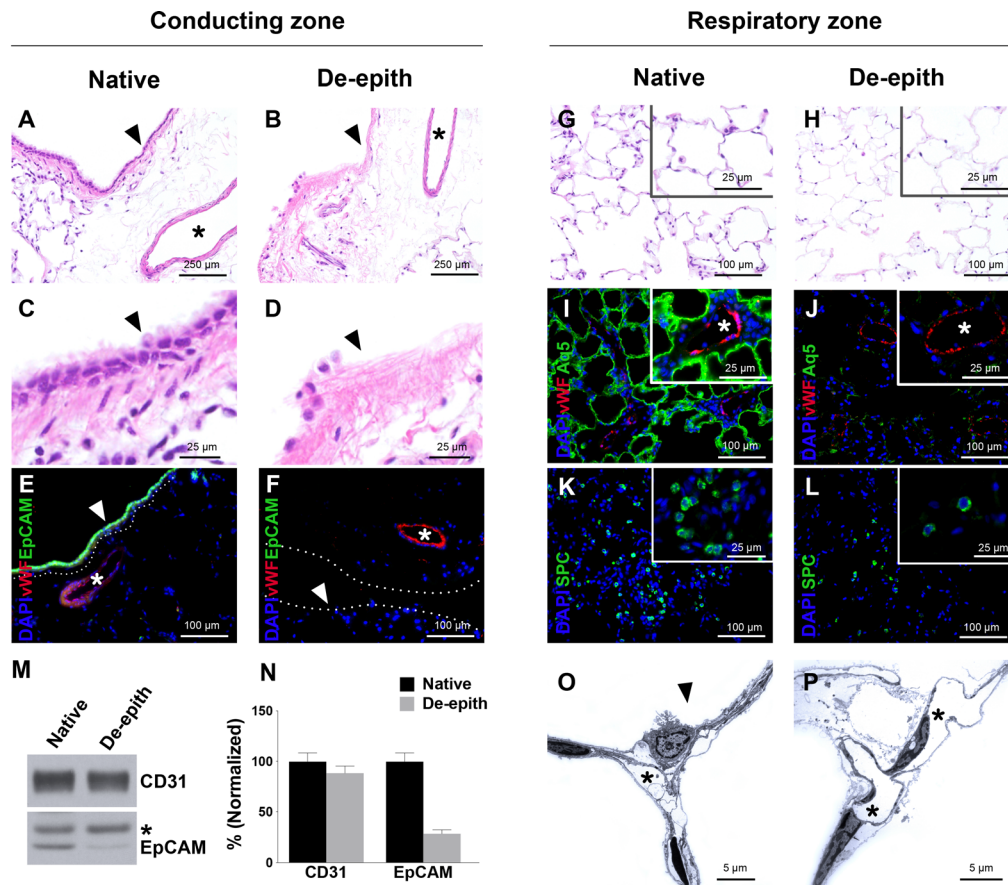 Conducting zone
Respiratory zone
Native
De-epith
Native
De-epith
A
250 µm
B
*
250 µm
*
C
25 µm
D
25 µm
E
DAPI vWF EpCAM
*
100 µm
F
DAPI vWF EpCAM
*
100 µm
G
25 µm
100 µm
H
25 µm
100 µm
I
DAPI vWF Aq5
*
25 µm
100 µm
J
DAPI vWF Aq5
*
25 µm
100 µm
K
DAPI SPC
25 µm
100 µm
L
DAPI SPC
25 µm
100 µm
M
Native
De-epith
CD31
*
EpCAM
N
Native
De-epith
% (Normalized)
150
100
50
0
CD31
EpCAM
O
*
5 µm
P
*
*
5 µm